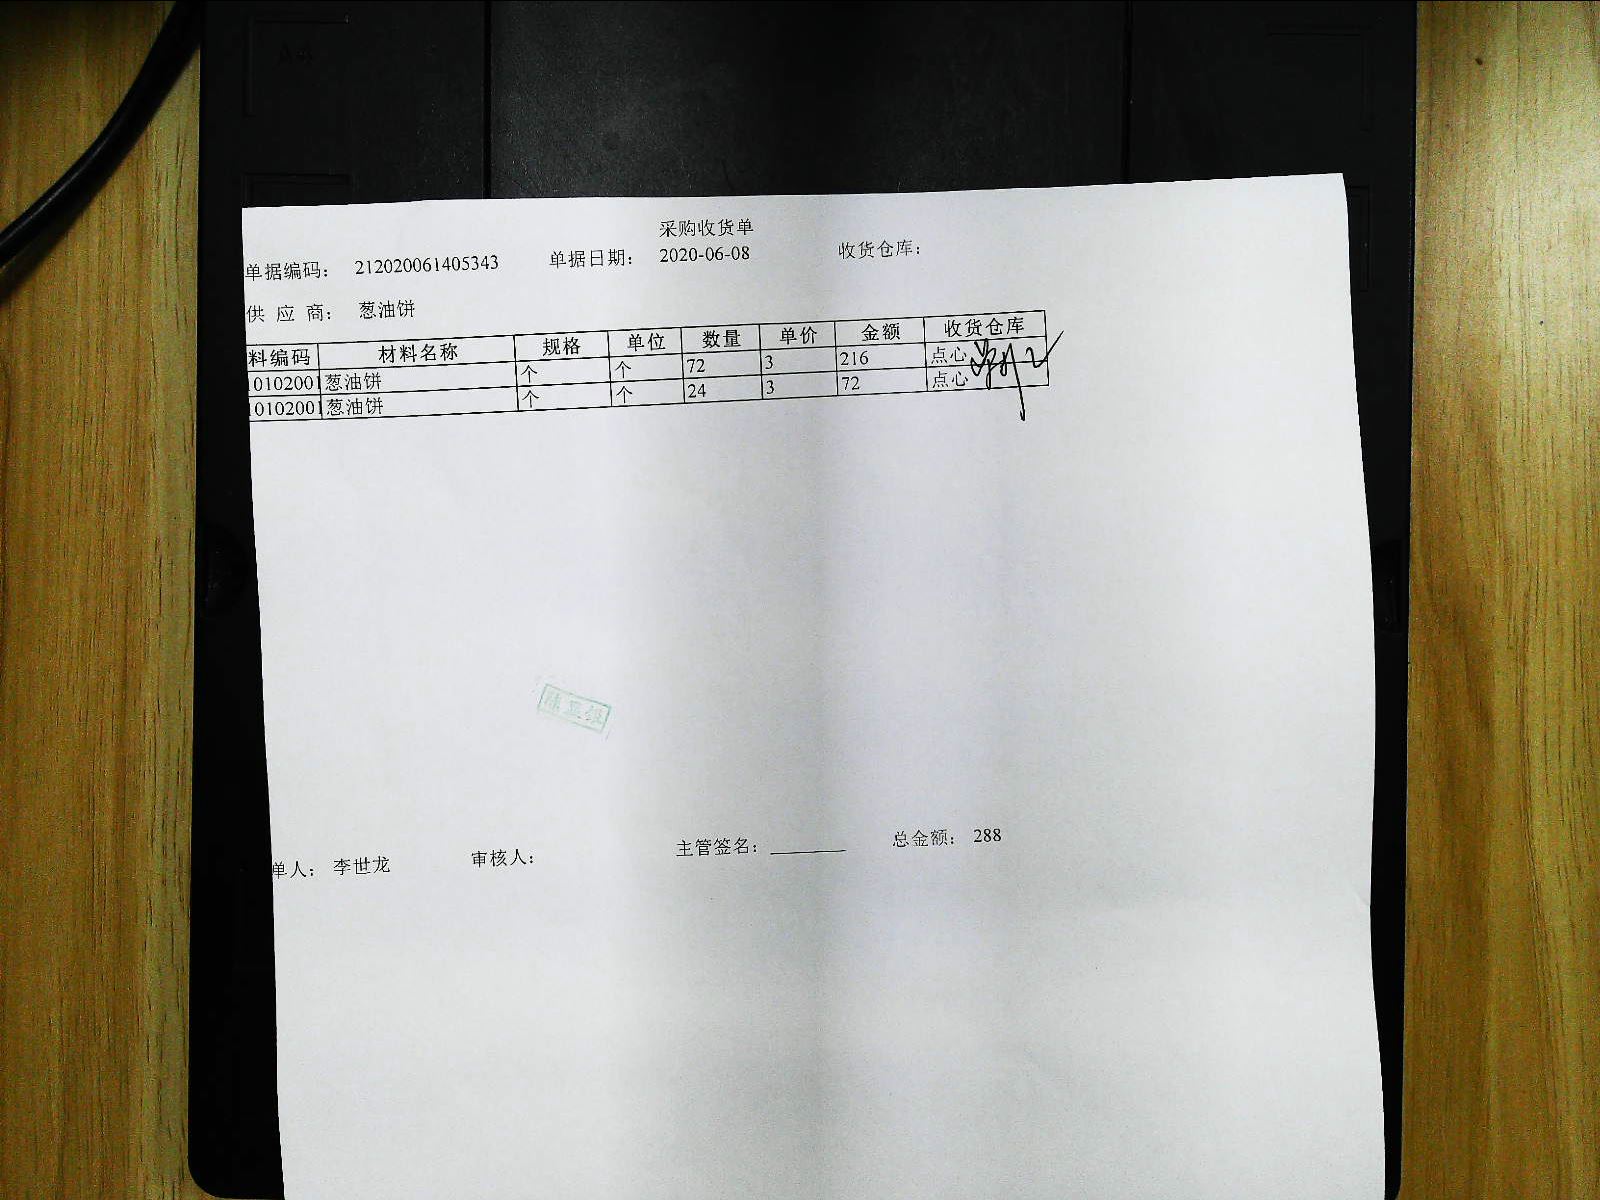 采购收货单
单据编码： 212020061405343 单据日期： 2020-06-08 收货仓库：
供 应 商： 葱油饼
料编码 材料名称 规格 单位 数量 单价 金额 收货仓库
10102001 葱油饼 个 个 72 3 216 点心
10102001 葱油饼 个 个 24 3 72 点心
单人： 李世龙 审核人： 主管签名： 总金额： 288